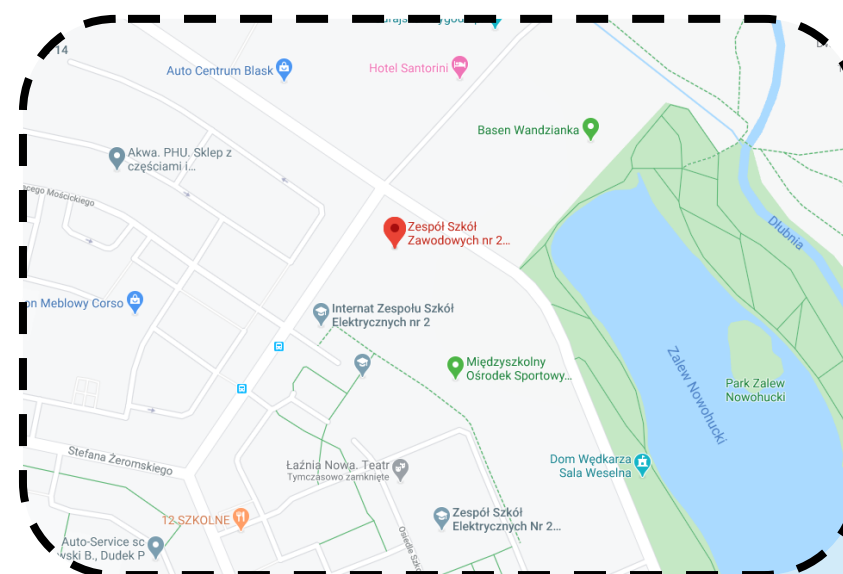 14
Auto Centrum Blask
Hotel Santorini
Basen Wandzianka
Akwa. PHU. Sklep z
częściami i...
Mościckiego
Zespół Szkół
Zawodowych nr 2...
Dłubnia
Meblowy Corso
Internat Zespołu Szkół
Elektrycznych nr 2
Międzyszkolny
Ośrodek Sportowy...
Zalew Nowohucki
Park Zalew
Nowohucki
Stefana Żeromskiego
Łaźnia Nowa. Teatr
Tymczasowo zamknięte
Dom Wędkarza
Sala Weselna
12 SZKOLNE
Zespół Szkół
Elektrycznych Nr 2...
Auto-Service sc
B., Dudek P
Osiedle